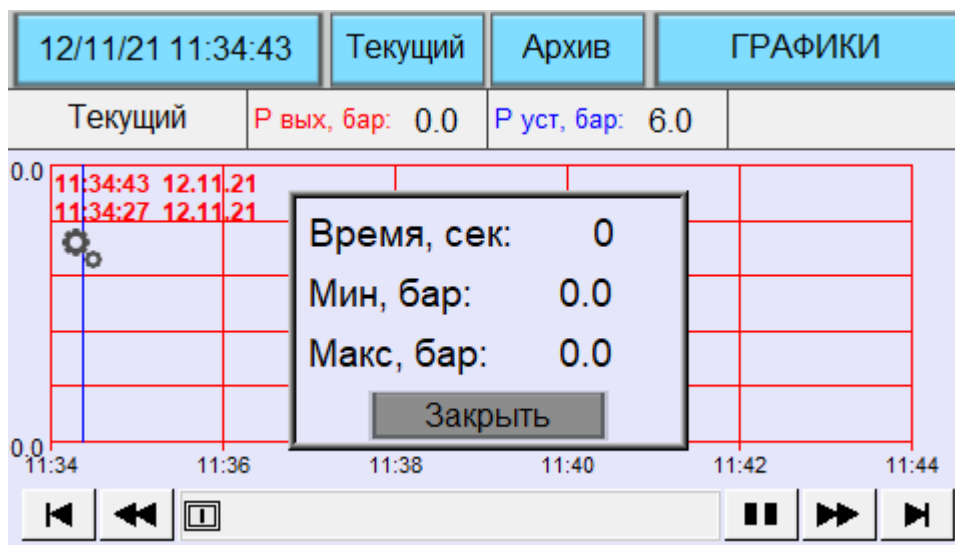 12/11/21 11:34:43 Текущий Архив ГРАФИКИ
Текущий Р вых, бар: 0.0 Р уст, бар: 6.0
0.0
11:34:43 12.11.21
11:34:27 12.11.21
Время, сек: 0
Мин, бар: 0.0
Макс, бар: 0.0
Закрыть
0.0
11:34 11:36 11:38 11:40 11:42 11:44